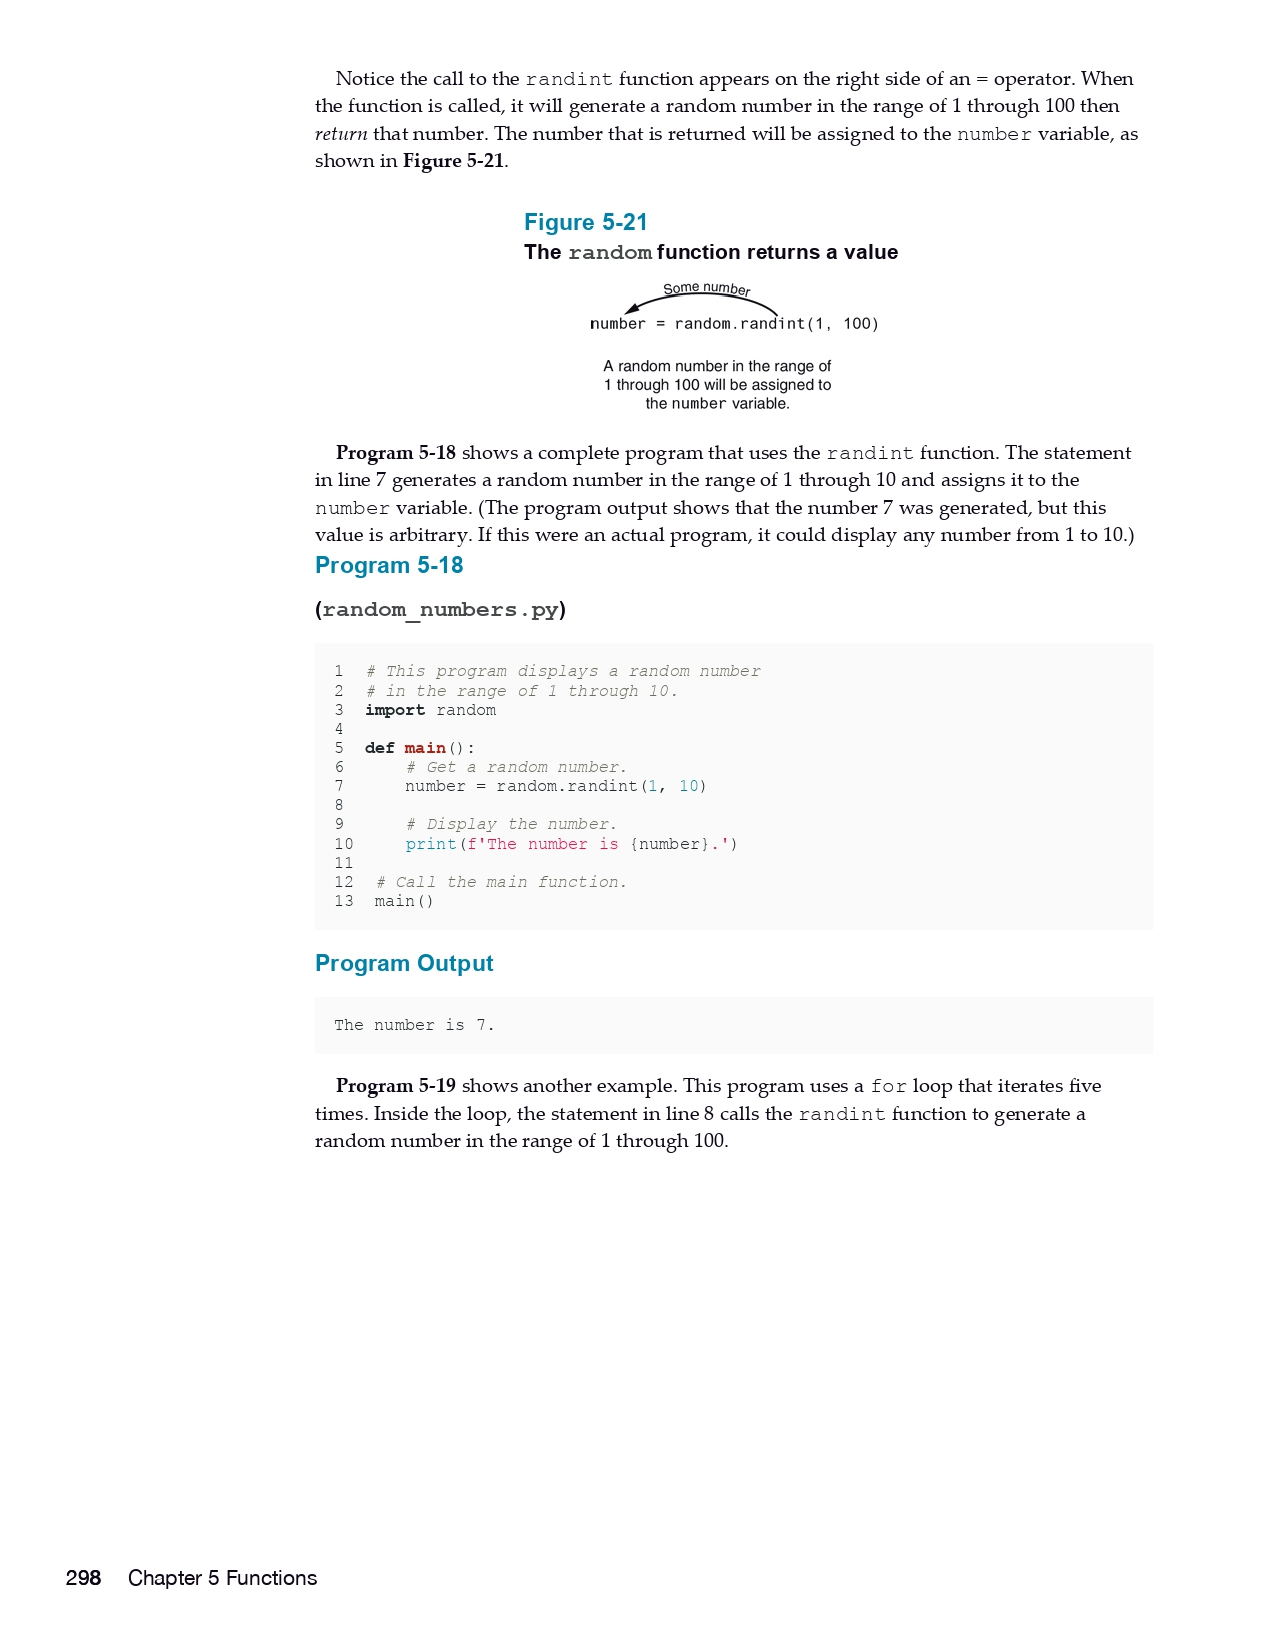 Notice the call to the randint function appears on the right side of an = operator. When
the function is called, it will generate a random number in the range of 1 through 100 then
return that number. The number that is returned will be assigned to the number variable, as
shown in Figure 5-21.
Figure 5-21
The random function returns a value
Some number
number = random.randint(1, 100)
A random number in the range of
1 through 100 will be assigned to
the number variable.
Program 5-18 shows a complete program that uses the randint function. The statement
in line 7 generates a random number in the range of 1 through 10 and assigns it to the
number variable. (The program output shows that the number 7 was generated, but this
value is arbitrary. If this were an actual program, it could display any number from 1 to 10.)
Program 5-18
(random_numbers.py)
1 # This program displays a random number
2 # in the range of 1 through 10.
3 import random
4
5 def main():
6     # Get a random number.
7     number = random.randint(1, 10)
8
9     # Display the number.
10     print(f'The number is {number}.')
11
12 # Call the main function.
13 main()
Program Output
The number is 7.
Program 5-19 shows another example. This program uses a for loop that iterates five
times. Inside the loop, the statement in line 8 calls the randint function to generate a
random number in the range of 1 through 100.
298 Chapter 5 Functions